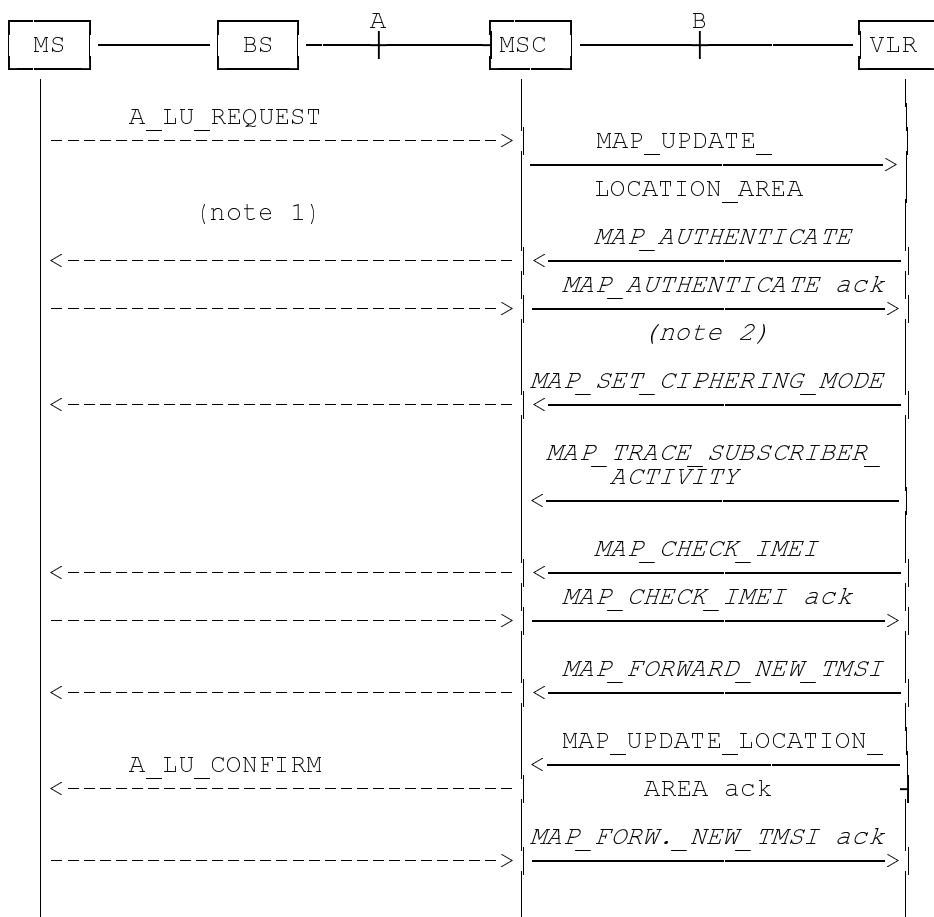 A B
MS BS MSC VLR
A_LU_REQUEST
MAP_UPDATE_
LOCATION_AREA
(note 1)
MAP_AUTHENTICATE
MAP_AUTHENTICATE ack
(note 2)
MAP_SET_CIPHERING_MODE
MAP_TRACE_SUBSCRIBER_
ACTIVITY
MAP_CHECK_IMEI
MAP_CHECK_IMEI ack
MAP_FORWARD_NEW_TMSI
MAP_UPDATE_LOCATION_
A_LU_CONFIRM
AREA ack
MAP_FORW._NEW_TMSI ack